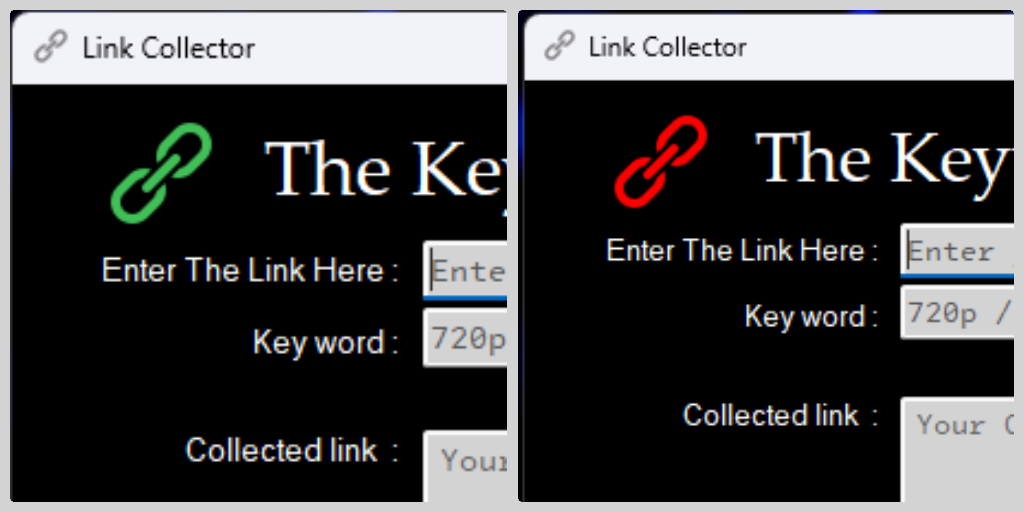 Link Collector
The Key
Enter The Link Here :
Ente
Key word :
720p
Collected link :
Your
Link Collector
The Key
Enter The Link Here :
Enter
Key word :
720p /
Collected link :
Your C